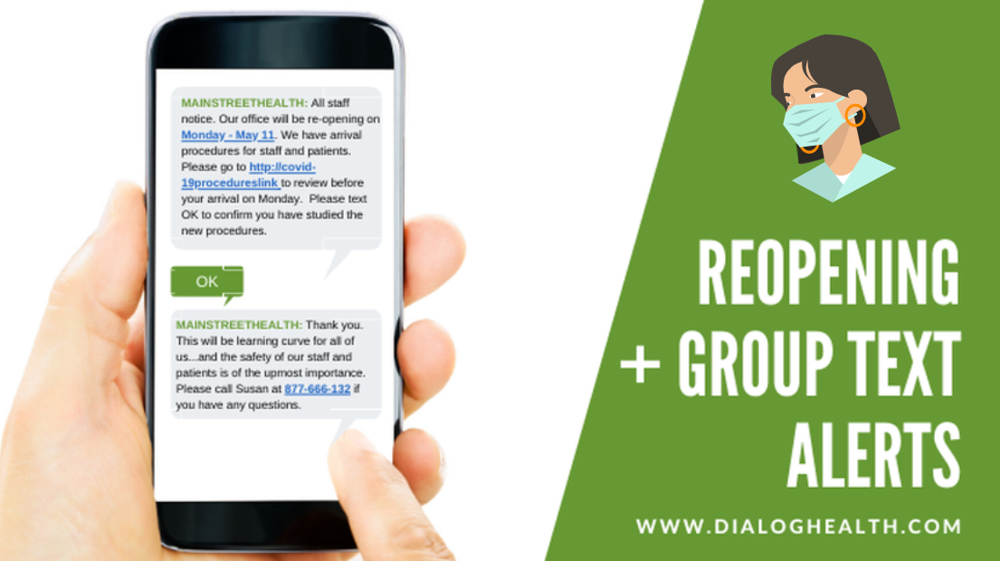 MAINSTREETHEALTH: All staff
notice. Our office will be re-opening on
Monday - May 11. We have arrival
procedures for staff and patients.
Please go to http://covid-
19procedureslink to review before
your arrival on Monday.  Please text
OK to confirm you have studied the
new procedures.
OK
MAINSTREETHEALTH: Thank you.
This will be learning curve for all of
us...and the safety of our staff and
patients is of the upmost importance.
Please call Susan at 877-666-132 if
you have any questions.
REOPENING
+ GROUP TEXT
ALERTS
WWW.DIALOGHEALTH.COM